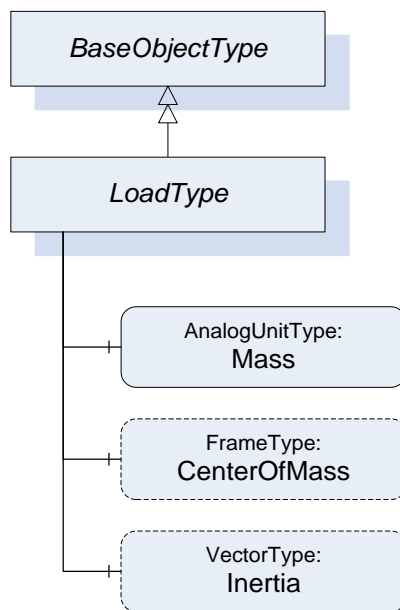 BaseObjectType
LoadType
AnalogUnitType:
Mass
FrameType:
CenterOfMass
VectorType:
Inertia